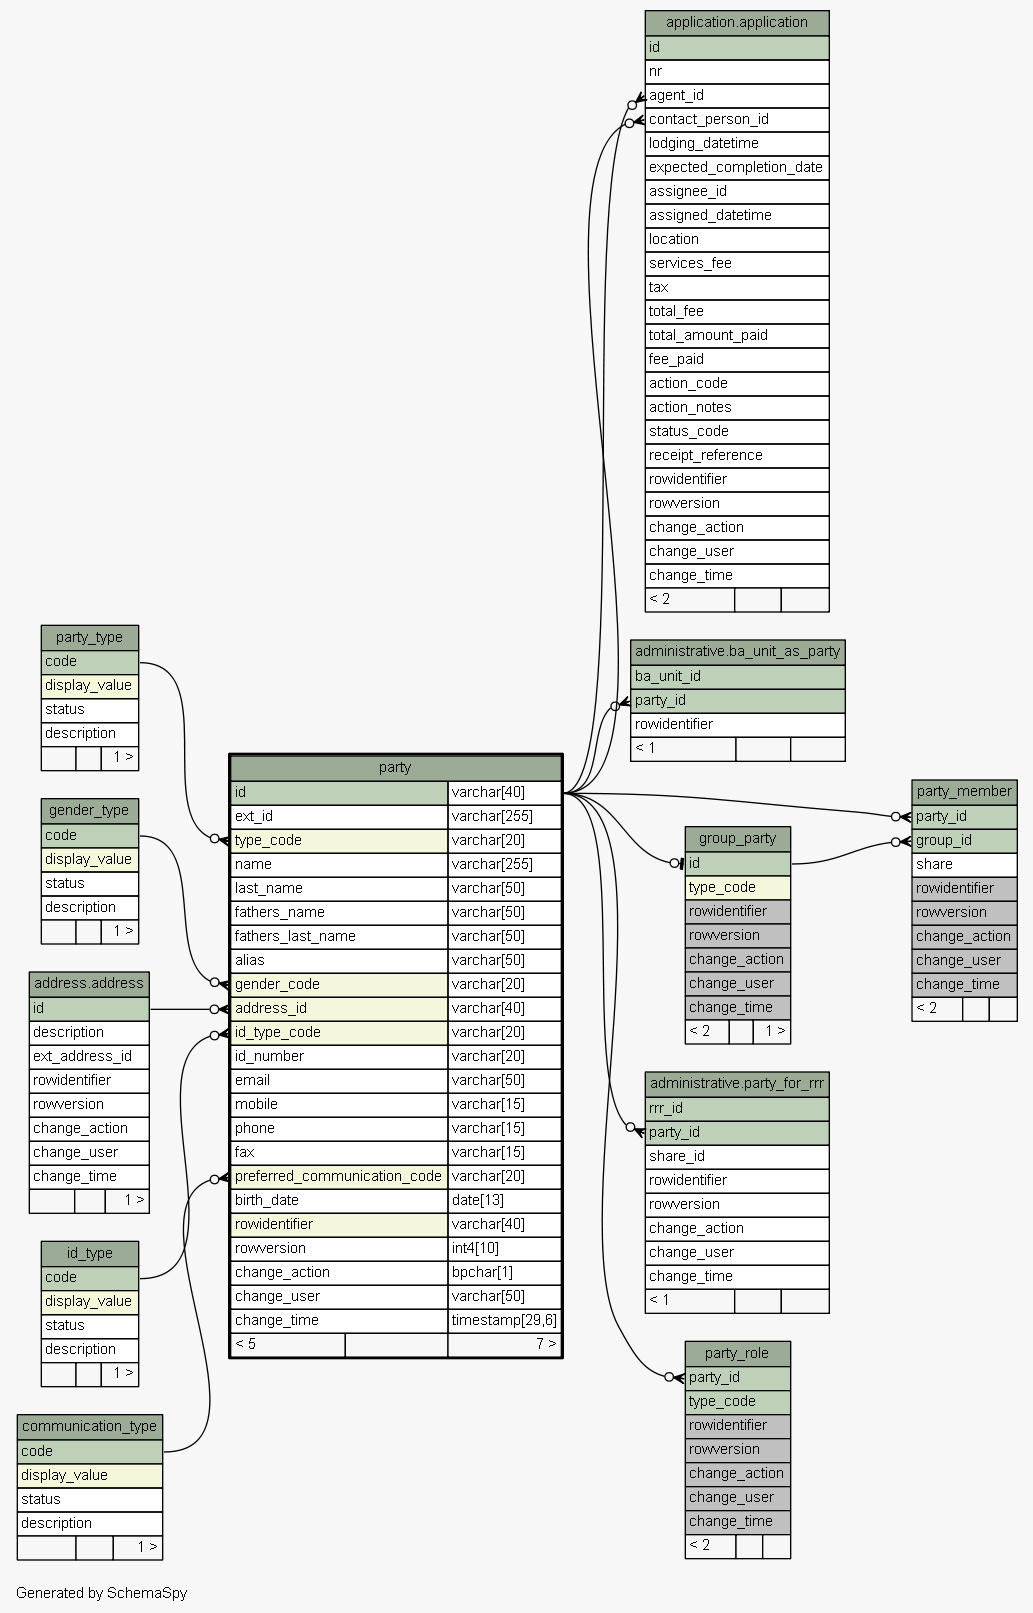 application.application
id
nr
agent_id
contact_person_id
lodging_datetime
expected_completion_date
assignee_id
assigned_datetime
location
services_fee
tax
total_fee
total_amount_paid
fee_paid
action_code
action_notes
status_code
receipt_reference
rowidentifier
rowversion
change_action
change_user
change_time
< 2
party_type
code
display_value
status
description
1 >
gender_type
code
display_value
status
description
1 >
address.address
id
description
ext_address_id
rowidentifier
rowversion
change_action
change_user
change_time
1 >
id_type
code
display_value
status
description
1 >
communication_type
code
display_value
status
description
1 >
party
id varchar[40]
ext_id varchar[255]
type_code varchar[20]
name varchar[255]
last_name varchar[50]
fathers_name varchar[50]
fathers_last_name varchar[50]
alias varchar[50]
gender_code varchar[20]
address_id varchar[40]
id_type_code varchar[20]
id_number varchar[20]
email varchar[50]
mobile varchar[15]
phone varchar[15]
fax varchar[15]
preferred_communication_code varchar[20]
birth_date date[13]
rowidentifier varchar[40]
rowversion int4[10]
change_action bpchar[1]
change_user varchar[50]
change_time timestamp[29,6]
< 5 7 >
administrative.ba_unit_as_party
ba_unit_id
party_id
rowidentifier
< 1
group_party
id
type_code
rowidentifier
rowversion
change_action
change_user
change_time
< 2 1 >
party_member
party_id
group_id
share
rowidentifier
rowversion
change_action
change_user
change_time
< 2
administrative.party_for_rrr
rrr_id
party_id
share_id
rowidentifier
rowversion
change_action
change_user
change_time
< 1
party_role
party_id
type_code
rowidentifier
rowversion
change_action
change_user
change_time
< 2
Generated by SchemaSpy